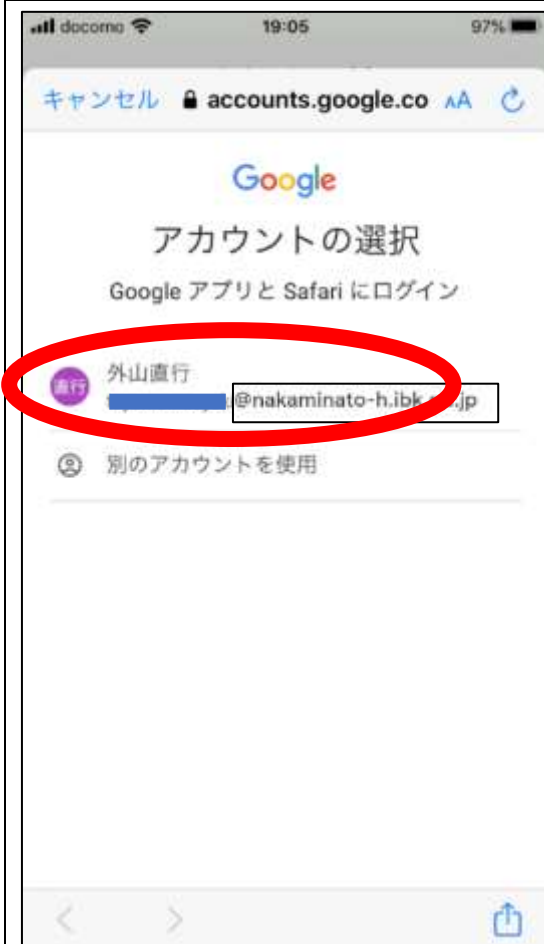 docomo 19:05 97%
キャンセル accounts.google.co AA
Google
アカウントの選択
Google アプリと Safari にログイン
直行 外山直行
@nakaminato-h.ibk .jp
別のアカウントを使用